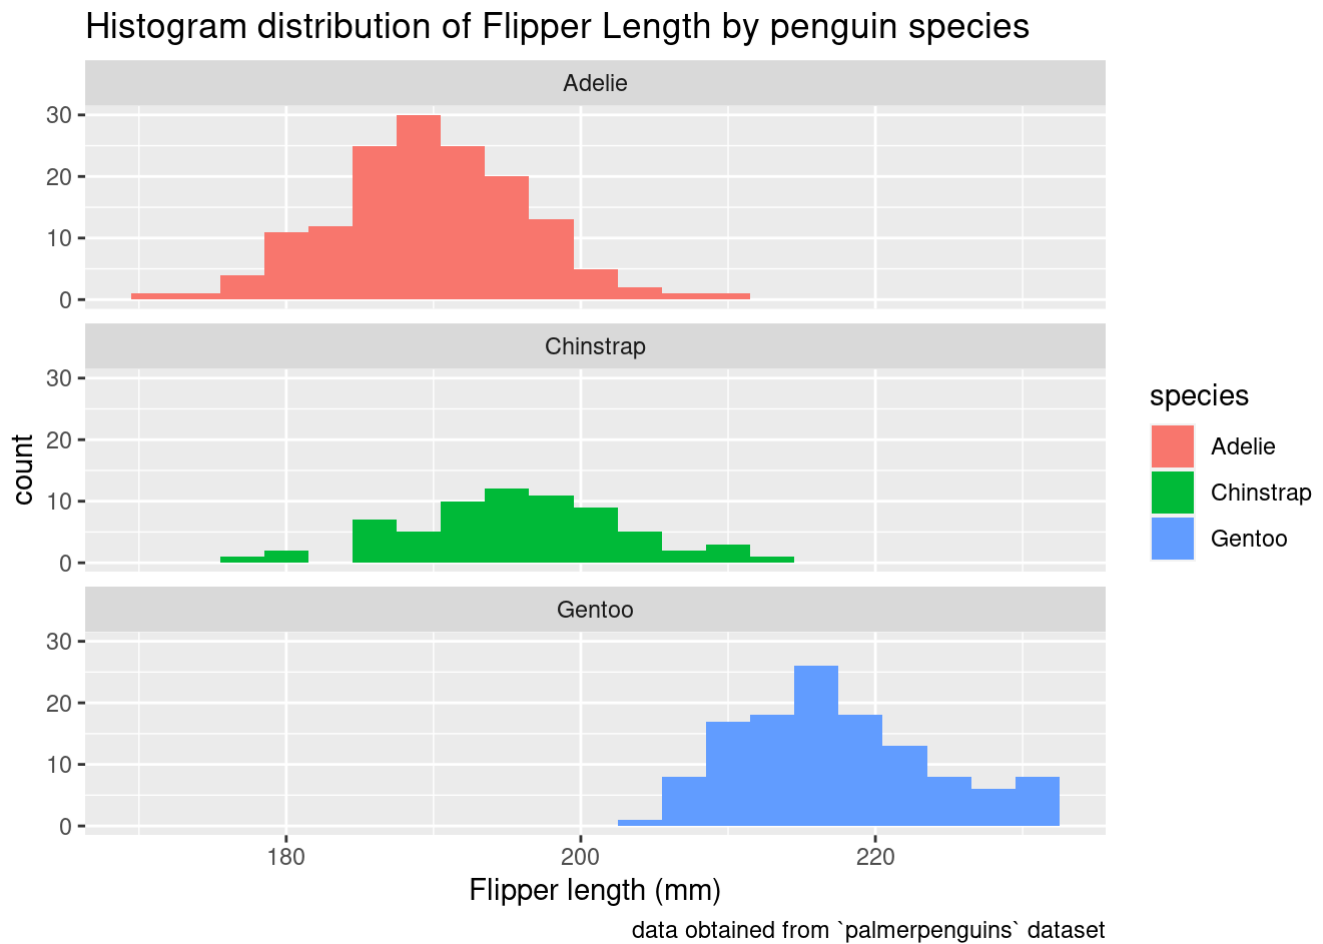 Histogram distribution of Flipper Length by penguin species
Adelie
30
20
10
0
Chinstrap
30
20
10
0
Gentoo
30
20
10
0
count
180 200 220
Flipper length (mm)
species
Adelie
Chinstrap
Gentoo
data obtained from `palmerpenguins` dataset